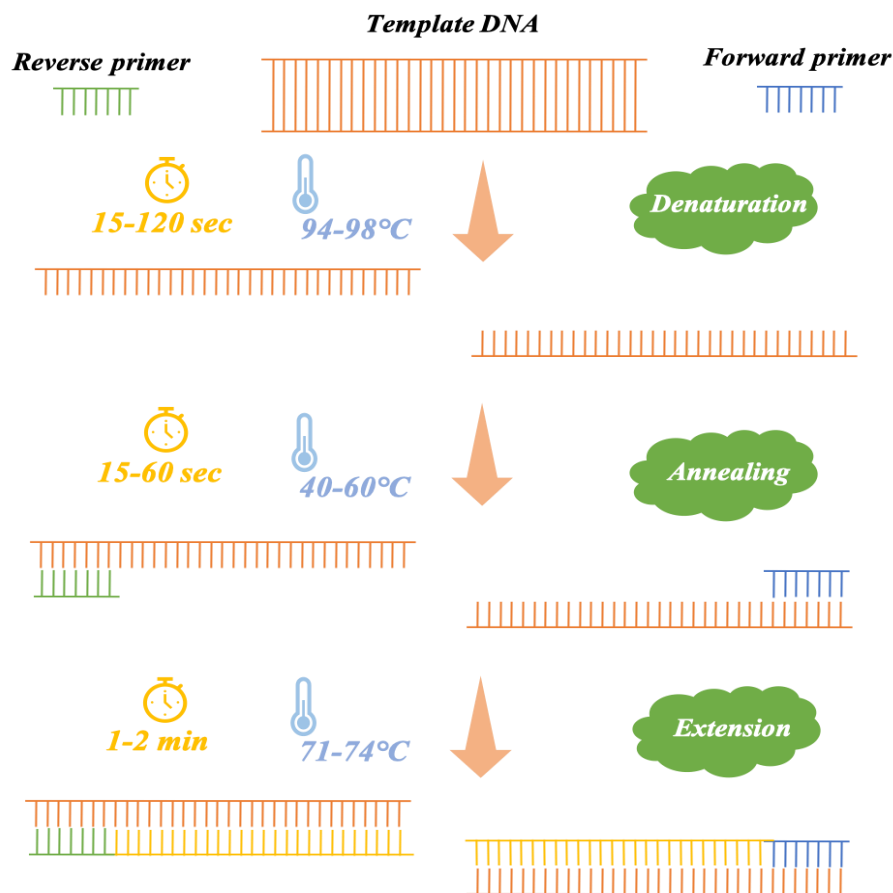 Template DNA
Reverse primer
Forward primer
Denaturation
15-120 sec
94-98°C
Annealing
15-60 sec
40-60°C
Extension
1-2 min
71-74°C